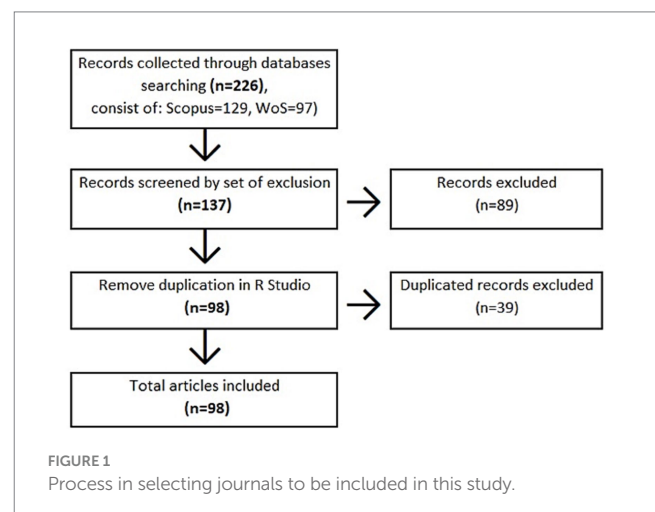 Records collected through databases
searching (n=226),
consist of: Scopus=129, WoS=97)
Records screened by set of exclusion
(n=137)
Records excluded
(n=89)
Remove duplication in R Studio
(n=98)
Duplicated records excluded
(n=39)
Total articles included
(n=98)
FIGURE 1
Process in selecting journals to be included in this study.